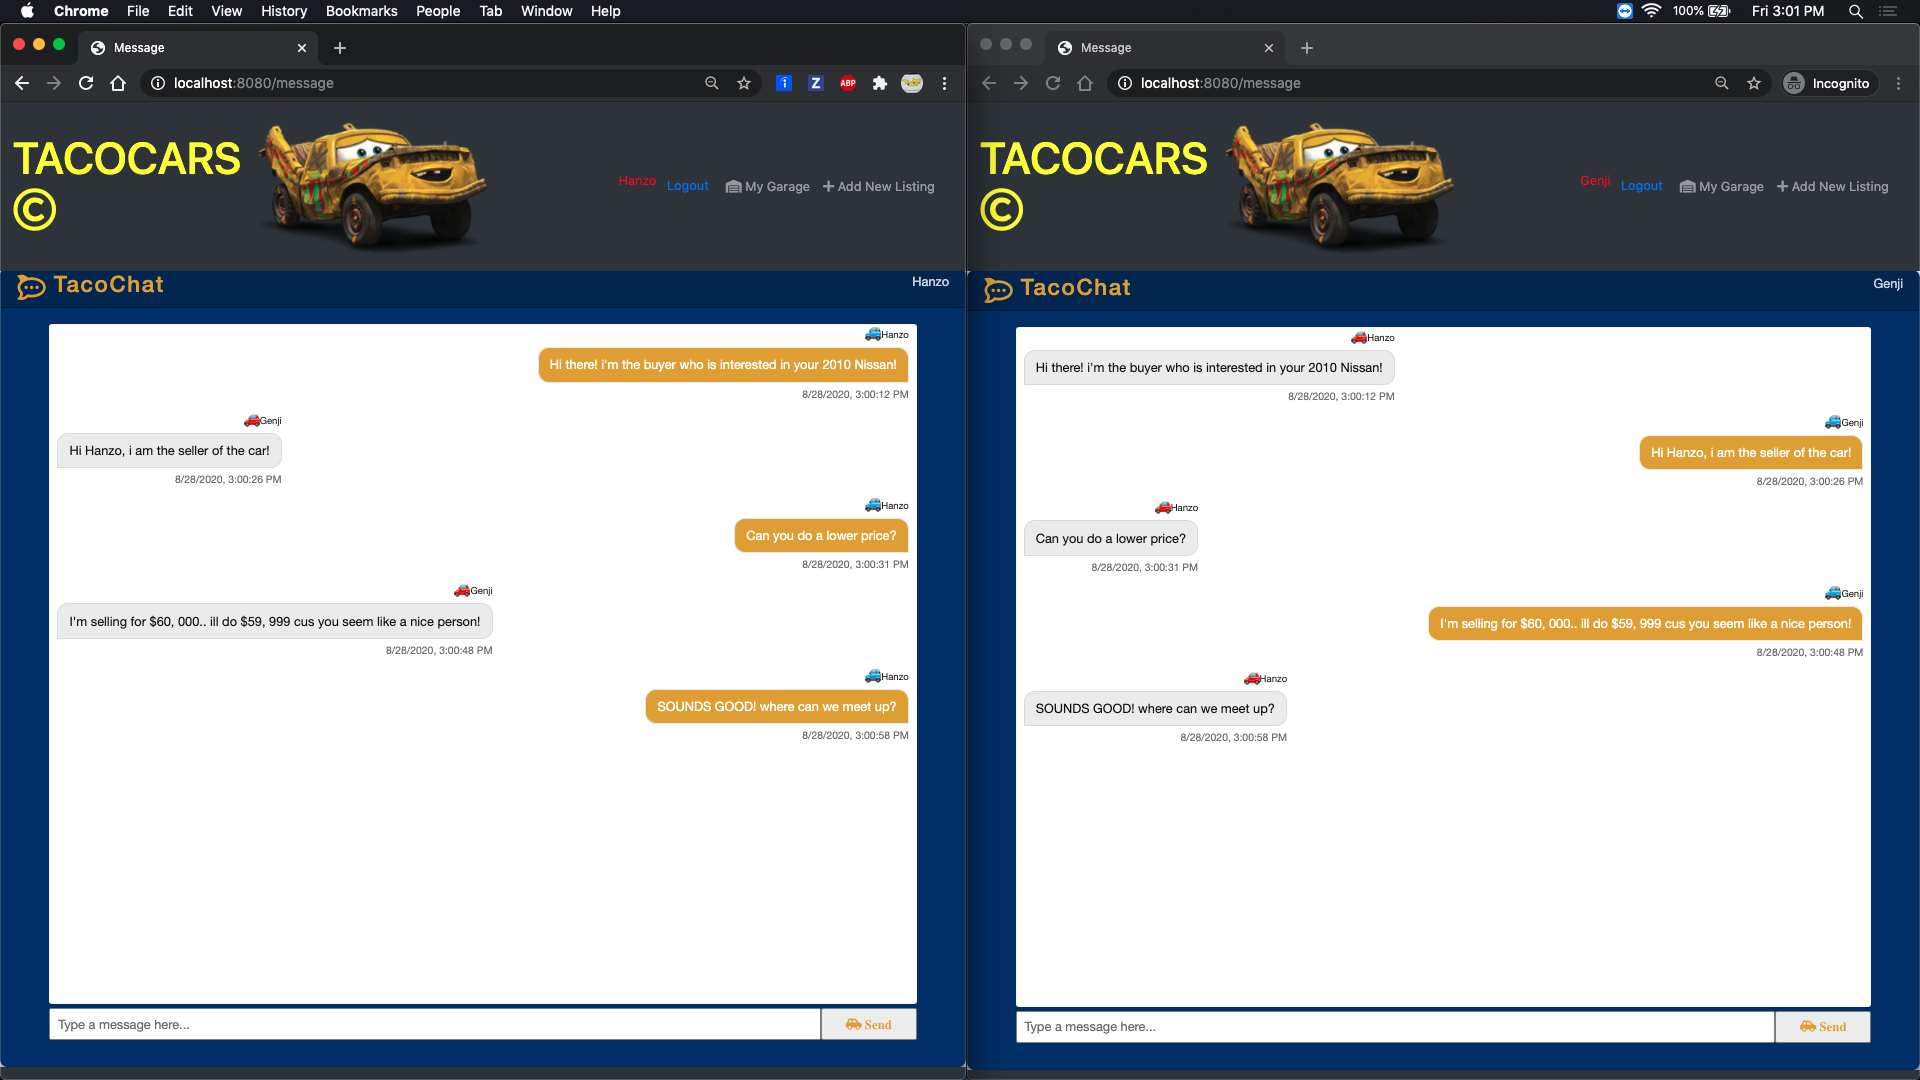 Chrome File Edit View History Bookmarks People Tab Window Help 100% Fri 3:01 PM
Message
localhost:8080/message
Z ABP
TACOCARS
©
Hanzo Logout My Garage + Add New Listing
TacoChat
Hanzo
Hanzo
Hi there! i'm the buyer who is interested in your 2010 Nissan!
8/28/2020, 3:00:12 PM
Genji
Hi Hanzo, i am the seller of the car!
8/28/2020, 3:00:26 PM
Hanzo
Can you do a lower price?
8/28/2020, 3:00:31 PM
Genji
I'm selling for $60, 000.. ill do $59, 999 cus you seem like a nice person!
8/28/2020, 3:00:48 PM
Hanzo
SOUNDS GOOD! where can we meet up?
8/28/2020, 3:00:58 PM
Type a message here...
Send
Message
localhost:8080/message
Incognito
TACOCARS
©
Genji Logout My Garage + Add New Listing
TacoChat
Genji
Hanzo
Hi there! i'm the buyer who is interested in your 2010 Nissan!
8/28/2020, 3:00:12 PM
Genji
Hi Hanzo, i am the seller of the car!
8/28/2020, 3:00:26 PM
Hanzo
Can you do a lower price?
8/28/2020, 3:00:31 PM
Genji
I'm selling for $60, 000.. ill do $59, 999 cus you seem like a nice person!
8/28/2020, 3:00:48 PM
Hanzo
SOUNDS GOOD! where can we meet up?
8/28/2020, 3:00:58 PM
Type a message here...
Send